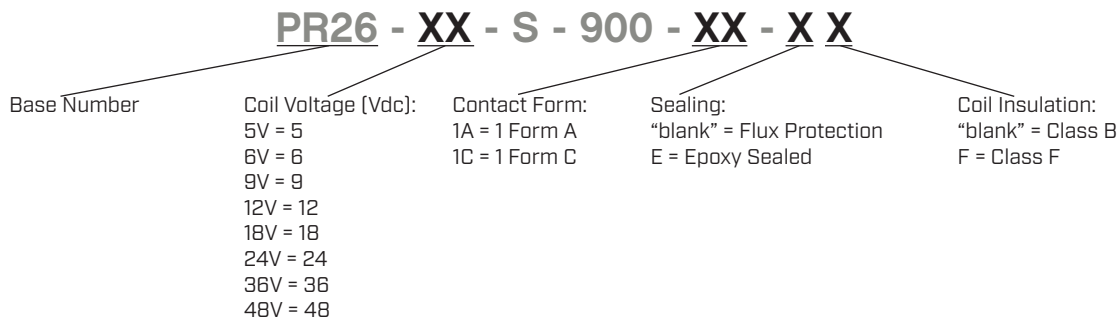 PR26 - XX - S - 900 - XX - X X
Base Number
Coil Voltage (Vdc):
5V = 5
6V = 6
9V = 9
12V = 12
18V = 18
24V = 24
36V = 36
48V = 48
Contact Form:
1A = 1 Form A
1C = 1 Form C
Sealing:
“blank” = Flux Protection
E = Epoxy Sealed
Coil Insulation:
“blank” = Class B
F = Class F